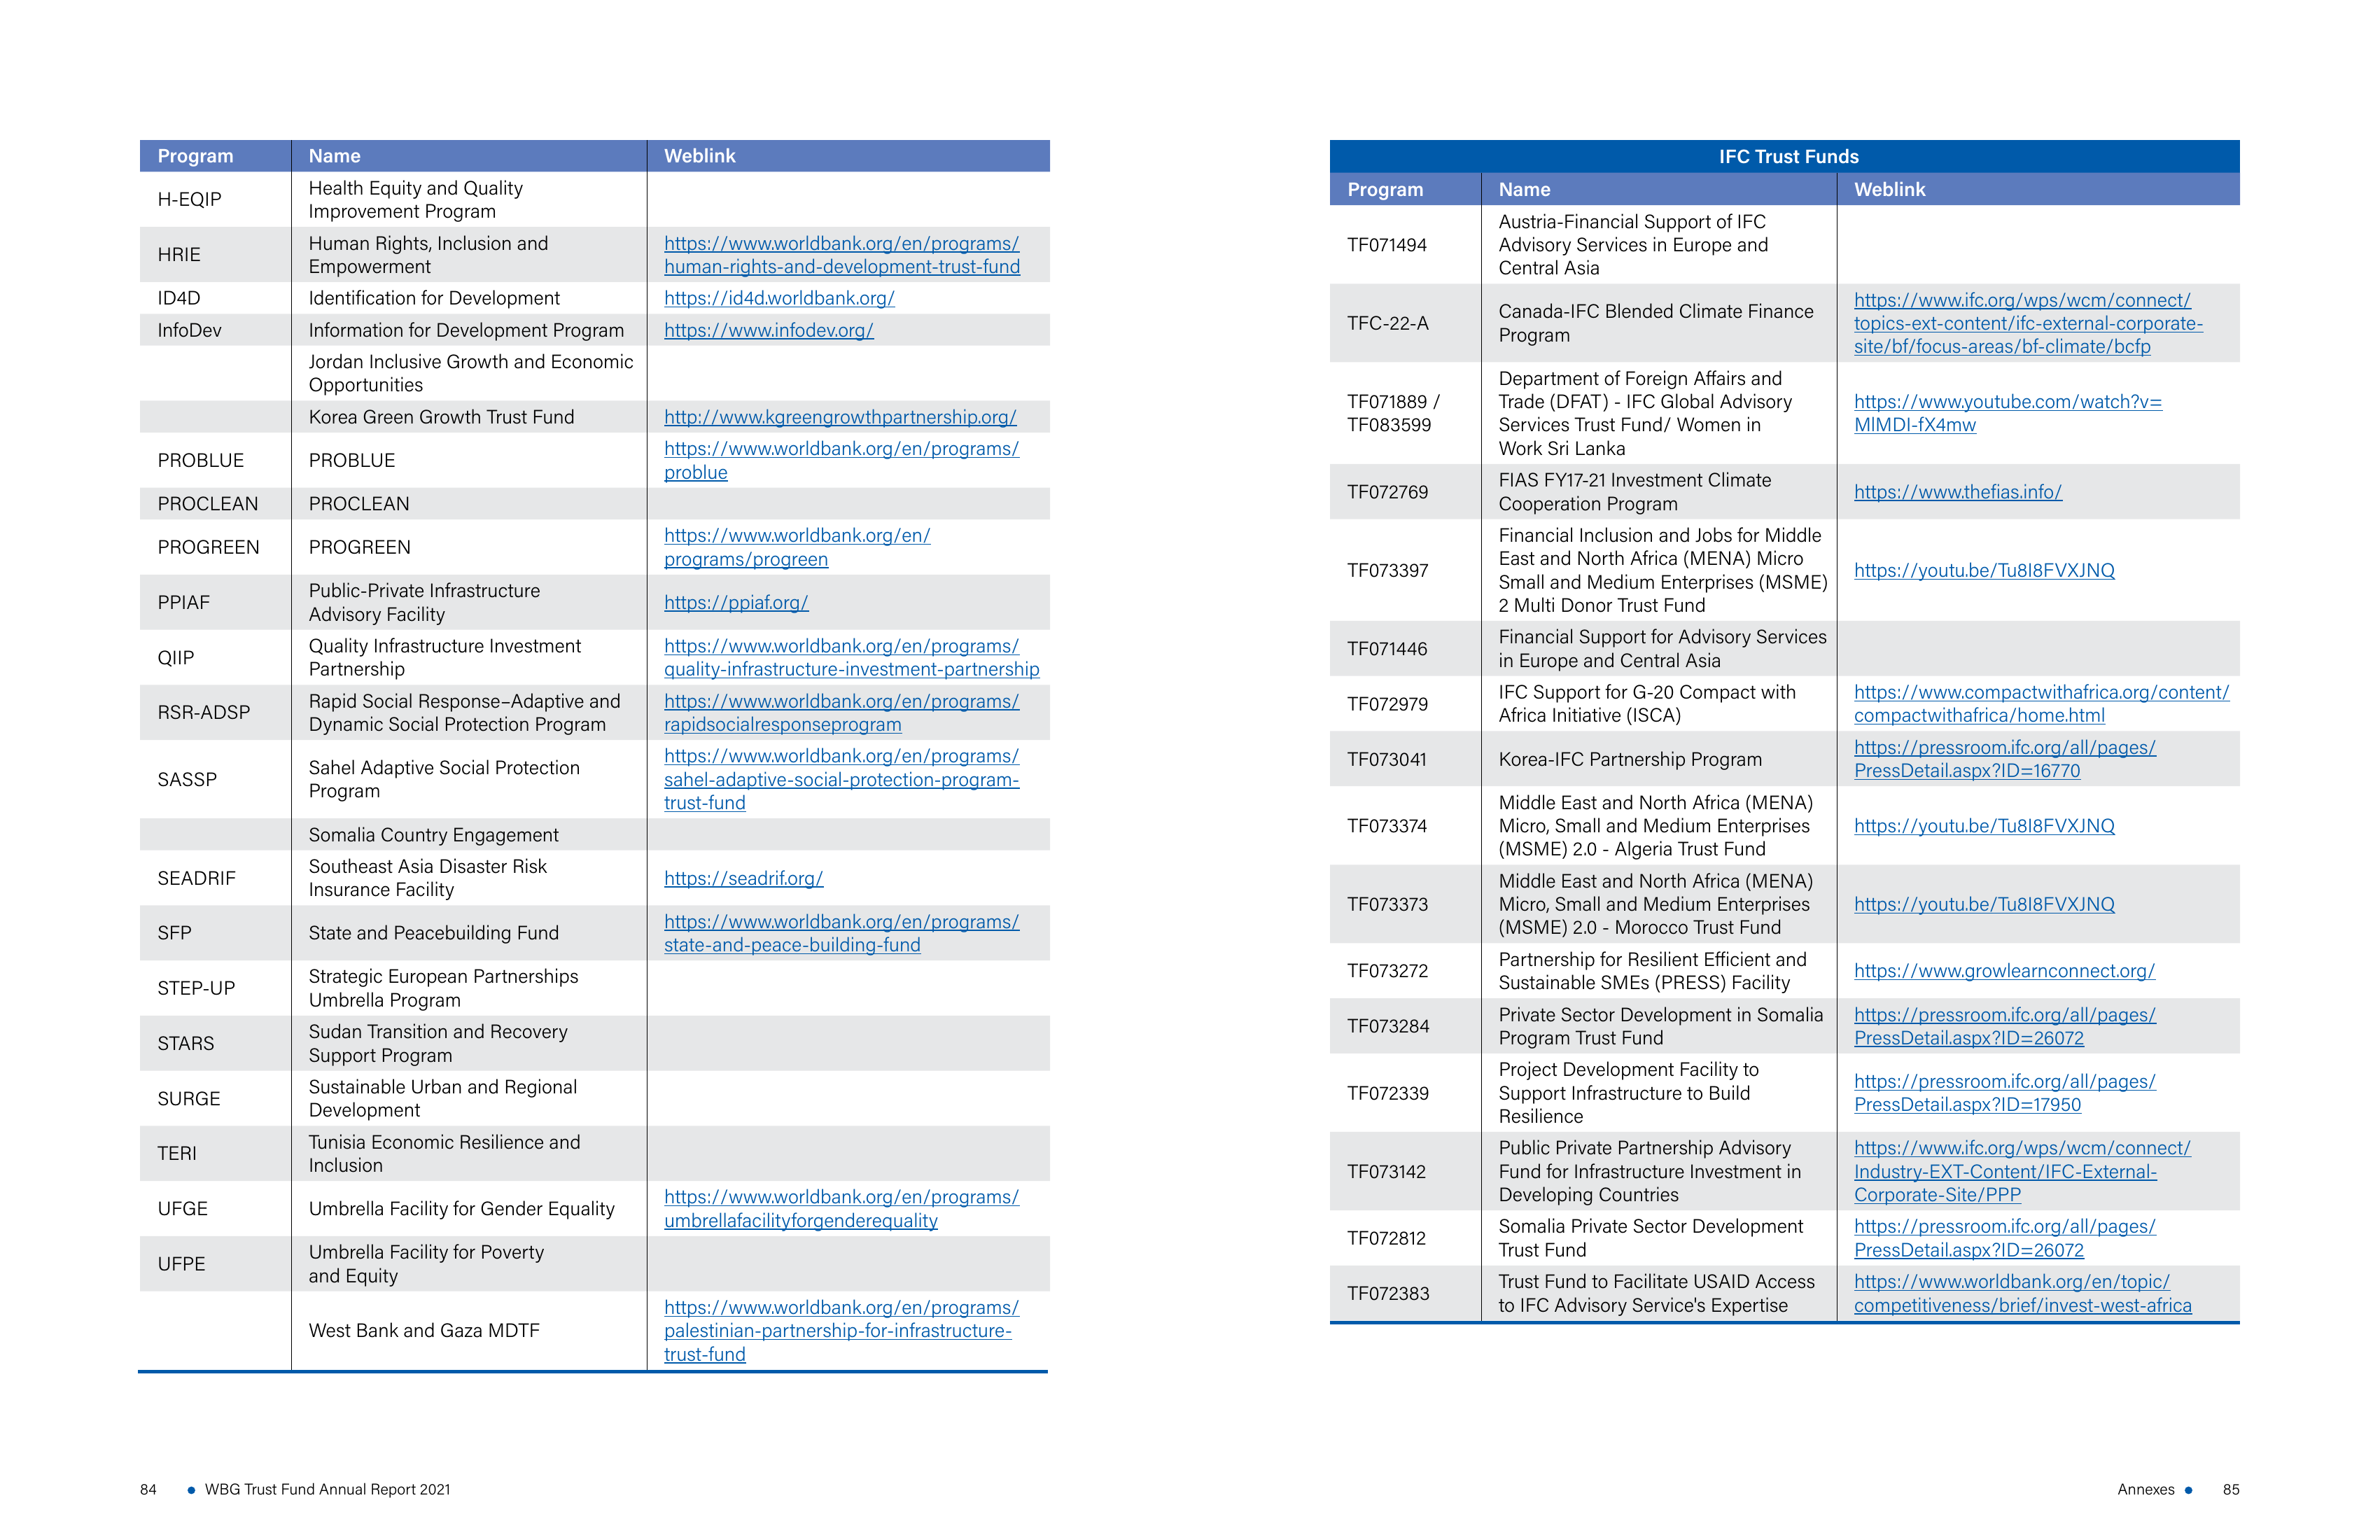 Program Name Weblink
H-EQIP
Health Equity and Quality
Improvement Program
HRIE
Human Rights, Inclusion and
Empowerment
https://www.worldbank.org/en/programs/
human-rights-and-development-trust-fund
ID4D Identification for Development https://id4d.worldbank.org/
InfoDev Information for Development Program https://www.infodev.org/
Jordan Inclusive Growth and Economic
Opportunities
Korea Green Growth Trust Fund http://www.kgreengrowthpartnership.org/
PROBLUE PROBLUE
https://www.worldbank.org/en/programs/
problue
PROCLEAN PROCLEAN
PROGREEN PROGREEN
https://www.worldbank.org/en/
programs/progreen
PPIAF
Public-Private Infrastructure
Advisory Facility
https://ppiaf.org/
QIIP
Quality Infrastructure Investment
Partnership
https://www.worldbank.org/en/programs/
quality-infrastructure-investment-partnership
RSR-ADSP
Rapid Social Response–Adaptive and
Dynamic Social Protection Program
https://www.worldbank.org/en/programs/
rapidsocialresponseprogram
SASSP
Sahel Adaptive Social Protection
Program
https://www.worldbank.org/en/programs/
sahel-adaptive-social-protection-program-
trust-fund
Somalia Country Engagement
SEADRIF
Southeast Asia Disaster Risk
Insurance Facility
https://seadrif.org/
SFP State and Peacebuilding Fund
https://www.worldbank.org/en/programs/
state-and-peace-building-fund
STEP-UP
Strategic European Partnerships
Umbrella Program
STARS
Sudan Transition and Recovery
Support Program
SURGE
Sustainable Urban and Regional
Development
TERI
Tunisia Economic Resilience and
Inclusion
UFGE Umbrella Facility for Gender Equality
https://www.worldbank.org/en/programs/
umbrellafacilityforgenderequality
UFPE
Umbrella Facility for Poverty
and Equity
West Bank and Gaza MDTF
https://www.worldbank.org/en/programs/
palestinian-partnership-for-infrastructure-
trust-fund
84 • WBG Trust Fund Annual Report 2021
IFC Trust Funds
Program Name Weblink
TF071494
Austria-Financial Support of IFC
Advisory Services in Europe and
Central Asia
TFC-22-A
Canada-IFC Blended Climate Finance
Program
https://www.ifc.org/wps/wcm/connect/
topics-ext-content/ifc-external-corporate-
site/bf/focus-areas/bf-climate/bcfp
TF071889 /
TF083599
Department of Foreign Affairs and
Trade (DFAT) - IFC Global Advisory
Services Trust Fund/ Women in
Work Sri Lanka
https://www.youtube.com/watch?v=
MlMDI-fX4mw
TF072769
FIAS FY17-21 Investment Climate
Cooperation Program
https://www.thefias.info/
TF073397
Financial Inclusion and Jobs for Middle
East and North Africa (MENA) Micro
Small and Medium Enterprises (MSME)
2 Multi Donor Trust Fund
https://youtu.be/Tu8I8FVXJNQ
TF071446
Financial Support for Advisory Services
in Europe and Central Asia
TF072979
IFC Support for G-20 Compact with
Africa Initiative (ISCA)
https://www.compactwithafrica.org/content/
compactwithafrica/home.html
TF073041 Korea-IFC Partnership Program
https://pressroom.ifc.org/all/pages/
PressDetail.aspx?ID=16770
TF073374
Middle East and North Africa (MENA)
Micro, Small and Medium Enterprises
(MSME) 2.0 - Algeria Trust Fund
https://youtu.be/Tu8I8FVXJNQ
TF073373
Middle East and North Africa (MENA)
Micro, Small and Medium Enterprises
(MSME) 2.0 - Morocco Trust Fund
https://youtu.be/Tu8I8FVXJNQ
TF073272
Partnership for Resilient Efficient and
Sustainable SMEs (PRESS) Facility
https://www.growlearnconnect.org/
TF073284
Private Sector Development in Somalia
Program Trust Fund
https://pressroom.ifc.org/all/pages/
PressDetail.aspx?ID=26072
TF072339
Project Development Facility to
Support Infrastructure to Build
Resilience
https://pressroom.ifc.org/all/pages/
PressDetail.aspx?ID=17950
TF073142
Public Private Partnership Advisory
Fund for Infrastructure Investment in
Developing Countries
https://www.ifc.org/wps/wcm/connect/
Industry-EXT-Content/IFC-External-
Corporate-Site/PPP
TF072812
Somalia Private Sector Development
Trust Fund
https://pressroom.ifc.org/all/pages/
PressDetail.aspx?ID=26072
TF072383
Trust Fund to Facilitate USAID Access
to IFC Advisory Service's Expertise
https://www.worldbank.org/en/topic/
competitiveness/brief/invest-west-africa
Annexes • 85